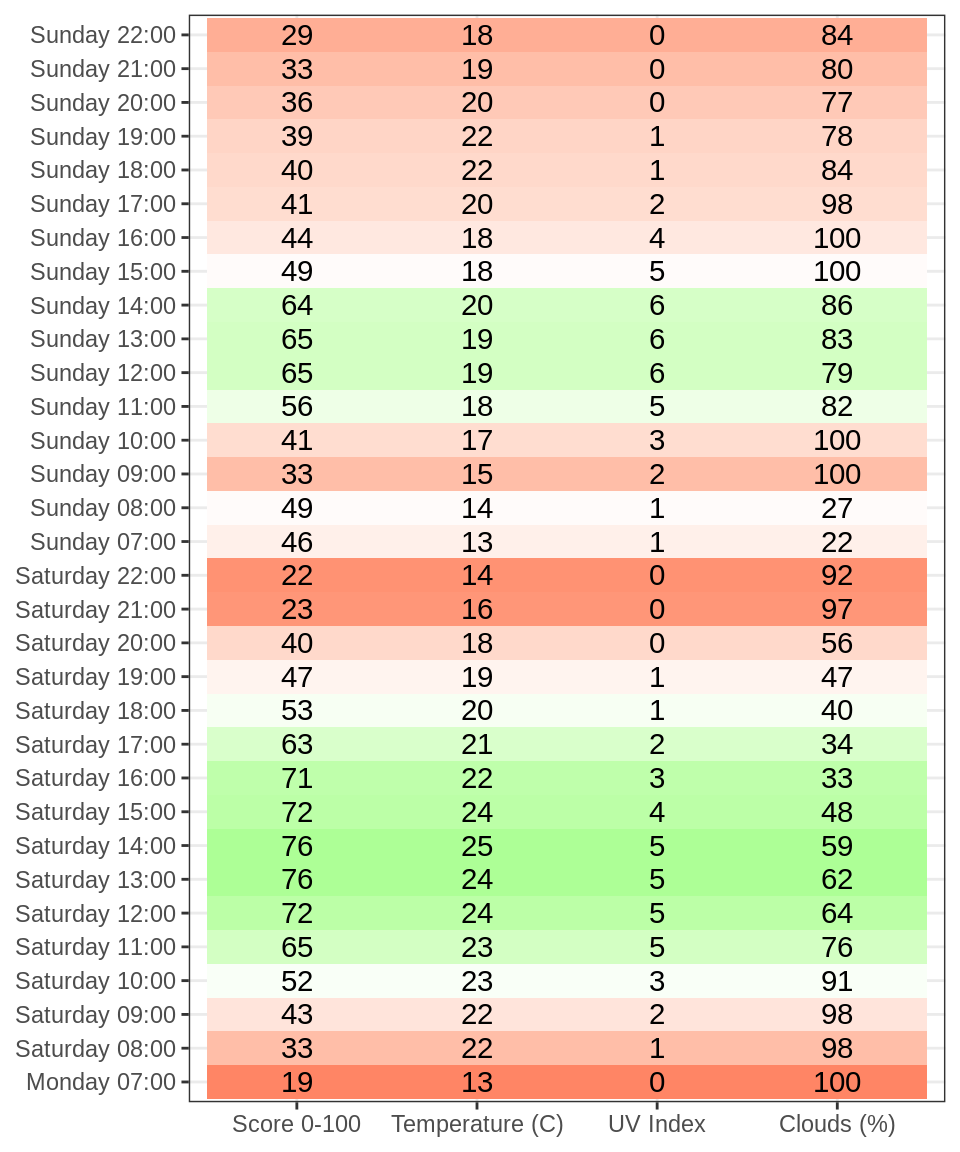 Sunday 22:00 29 18 0 84
Sunday 21:00 33 19 0 80
Sunday 20:00 36 20 0 77
Sunday 19:00 39 22 1 78
Sunday 18:00 40 22 1 84
Sunday 17:00 41 20 2 98
Sunday 16:00 44 18 4 100
Sunday 15:00 49 18 5 100
Sunday 14:00 64 20 6 86
Sunday 13:00 65 19 6 83
Sunday 12:00 65 19 6 79
Sunday 11:00 56 18 5 82
Sunday 10:00 41 17 3 100
Sunday 09:00 33 15 2 100
Sunday 08:00 49 14 1 27
Sunday 07:00 46 13 1 22
Saturday 22:00 22 14 0 92
Saturday 21:00 23 16 0 97
Saturday 20:00 40 18 0 56
Saturday 19:00 47 19 1 47
Saturday 18:00 53 20 1 40
Saturday 17:00 63 21 2 34
Saturday 16:00 71 22 3 33
Saturday 15:00 72 24 4 48
Saturday 14:00 76 25 5 59
Saturday 13:00 76 24 5 62
Saturday 12:00 72 24 5 64
Saturday 11:00 65 23 5 76
Saturday 10:00 52 23 3 91
Saturday 09:00 43 22 2 98
Saturday 08:00 33 22 1 98
Monday 07:00 19 13 0 100
Score 0-100 Temperature (C) UV Index Clouds (%)